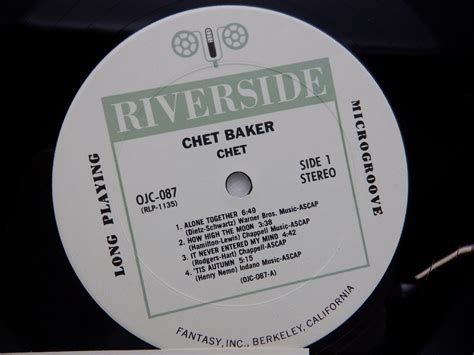 RIVERSIDE
LONG PLAYING
MICROGROOVE
CHET BAKER
CHET
OJC-087
(RLP-1135)
SIDE 1
STEREO
1. ALONE TOGETHER 6:49
(Dietz-Schwartz) Warner Bros. Music-ASCAP
2. HOW HIGH THE MOON 3:38
(Hamilton-Lewis) Chappell Music-ASCAP
3. IT NEVER ENTERED MY MIND 4:42
(Rodgers-Hart) Chappell Music-ASCAP
4. 'TIS AUTUMN 5:15
(Henry Nemo) Indano Music-ASCAP
(OJC-087-A)
FANTASY, INC., BERKELEY, CALIFORNIA